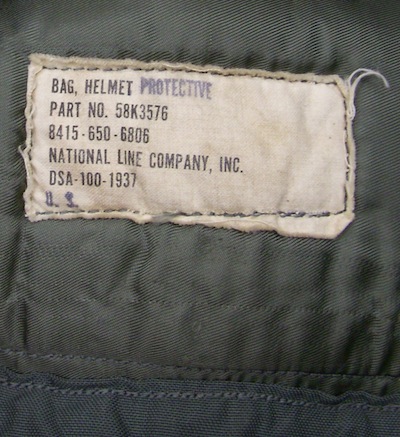 BAG, HELMET PROTECTIVE
PART NO. 58K3576
8415-650-6806
NATIONAL LINE COMPANY, INC.
DSA-100-1937
U. S.